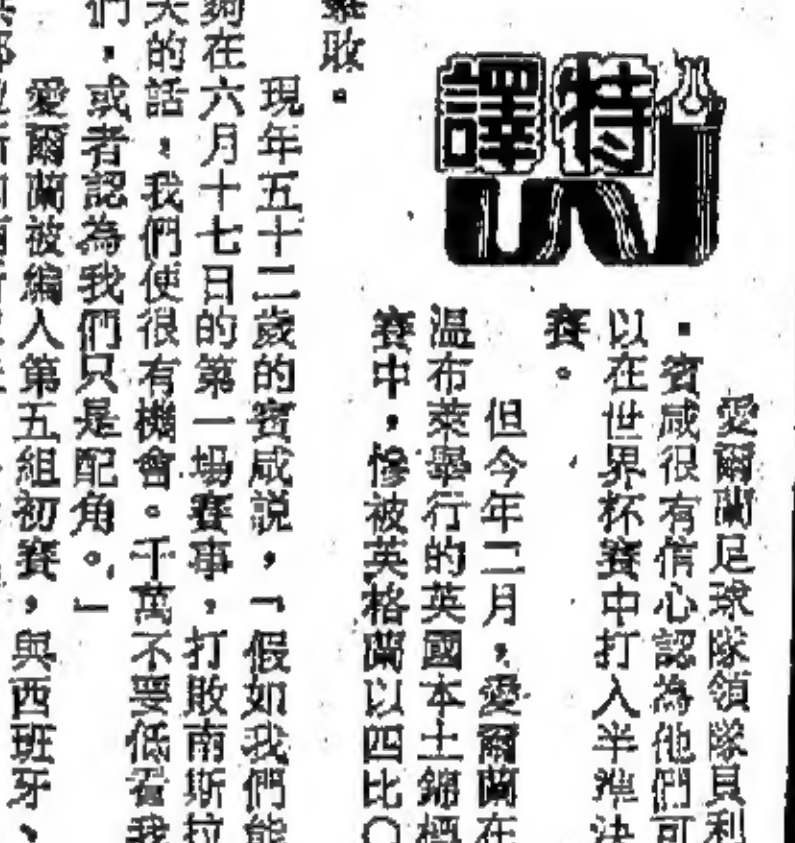 特譯
愛爾蘭足球隊領隊貝利
・賓咸很有信心認為他們可
以在世界杯賽中打入半準決
賽。
但今年二月，愛爾蘭在
温布萊舉行的英國本土錦標
賽中，慘被英格蘭以四比〇
擊敗。
現年五十二歲的賓咸説，「假如我們能
夠在六月十七日的第一場賽事，打敗南斯拉
夫的話，我們便很有機會。千萬不要低看我
們，或者認為我們只是配角。」
愛爾蘭被編入第五組初賽，與西班牙、